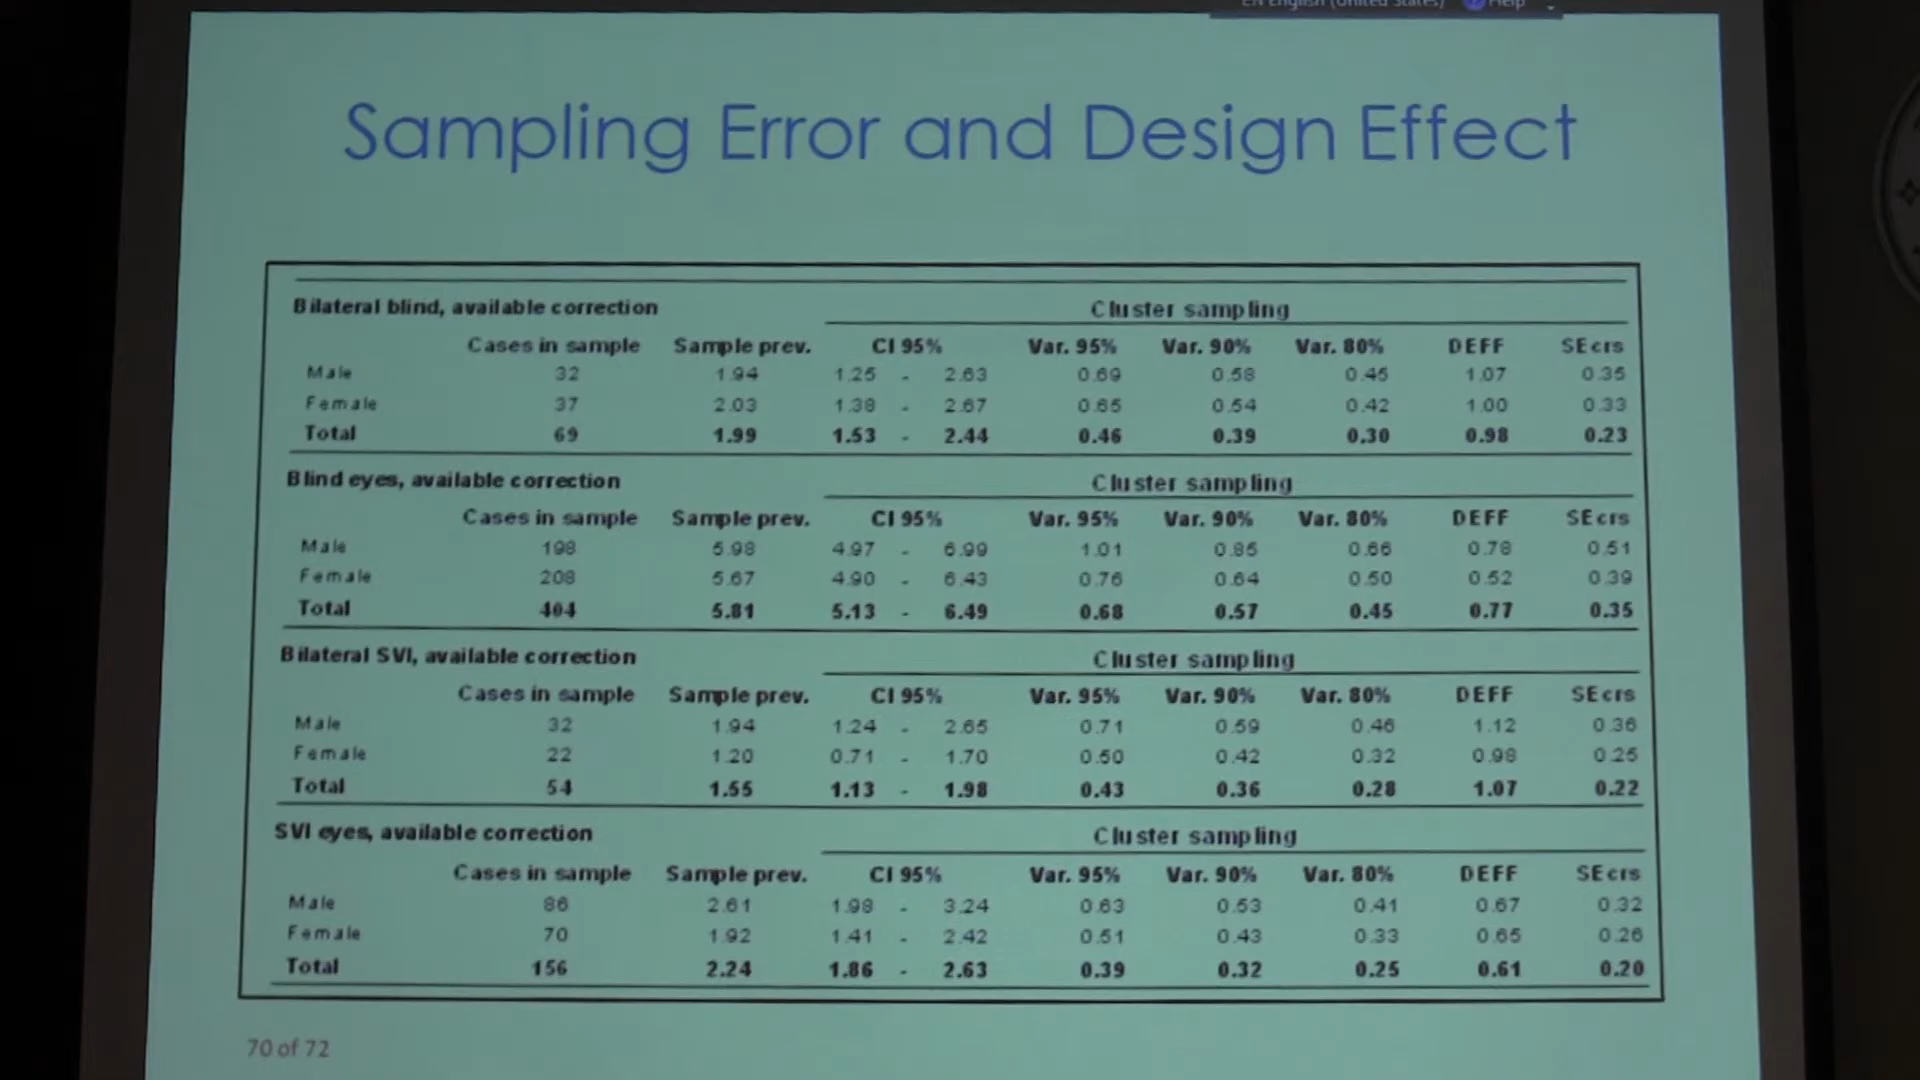 EN English (United States) Help
Sampling Error and Design Effect
Bilateral blind, available correction Cluster sampling
Cases in sample Sample prev. CI 95% Var. 95% Var. 90% Var. 80% DEFF SEcrs
Male 32 1.94 1.25 - 2.63 0.69 0.58 0.45 1.07 0.35
Female 37 2.03 1.38 - 2.67 0.65 0.54 0.42 1.00 0.33
Total 69 1.99 1.53 - 2.44 0.46 0.39 0.30 0.98 0.23
Blind eyes, available correction Cluster sampling
Cases in sample Sample prev. CI 95% Var. 95% Var. 90% Var. 80% DEFF SEcrs
Male 198 5.98 4.97 - 6.99 1.01 0.85 0.66 0.78 0.51
Female 208 5.67 4.90 - 6.43 0.76 0.64 0.50 0.52 0.39
Total 404 5.81 5.13 - 6.49 0.68 0.57 0.45 0.77 0.35
Bilateral SVI, available correction Cluster sampling
Cases in sample Sample prev. CI 95% Var. 95% Var. 90% Var. 80% DEFF SEcrs
Male 32 1.94 1.24 - 2.65 0.71 0.59 0.46 1.12 0.36
Female 22 1.20 0.71 - 1.70 0.50 0.42 0.32 0.98 0.25
Total 54 1.55 1.13 - 1.98 0.43 0.36 0.28 1.07 0.22
SVI eyes, available correction Cluster sampling
Cases in sample Sample prev. CI 95% Var. 95% Var. 90% Var. 80% DEFF SEcrs
Male 86 2.61 1.98 - 3.24 0.63 0.53 0.41 0.67 0.32
Female 70 1.92 1.41 - 2.42 0.51 0.43 0.33 0.65 0.26
Total 156 2.24 1.86 - 2.63 0.39 0.32 0.25 0.61 0.20
70 of 72